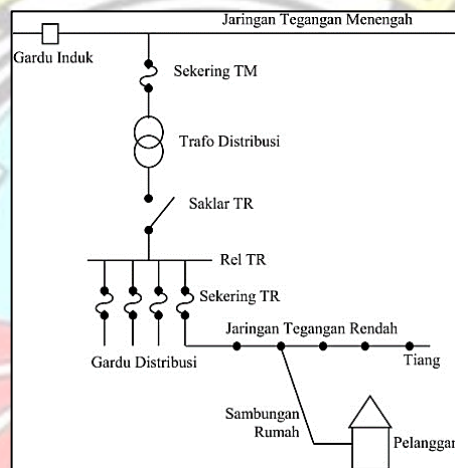 Jaringan Tegangan Menengah
Gardu Induk
Sekering TM
Trafo Distribusi
Saklar TR
Rel TR
Sekering TR
Jaringan Tegangan Rendah
Gardu Distribusi
Tiang
Sambungan
Rumah
Pelanggan